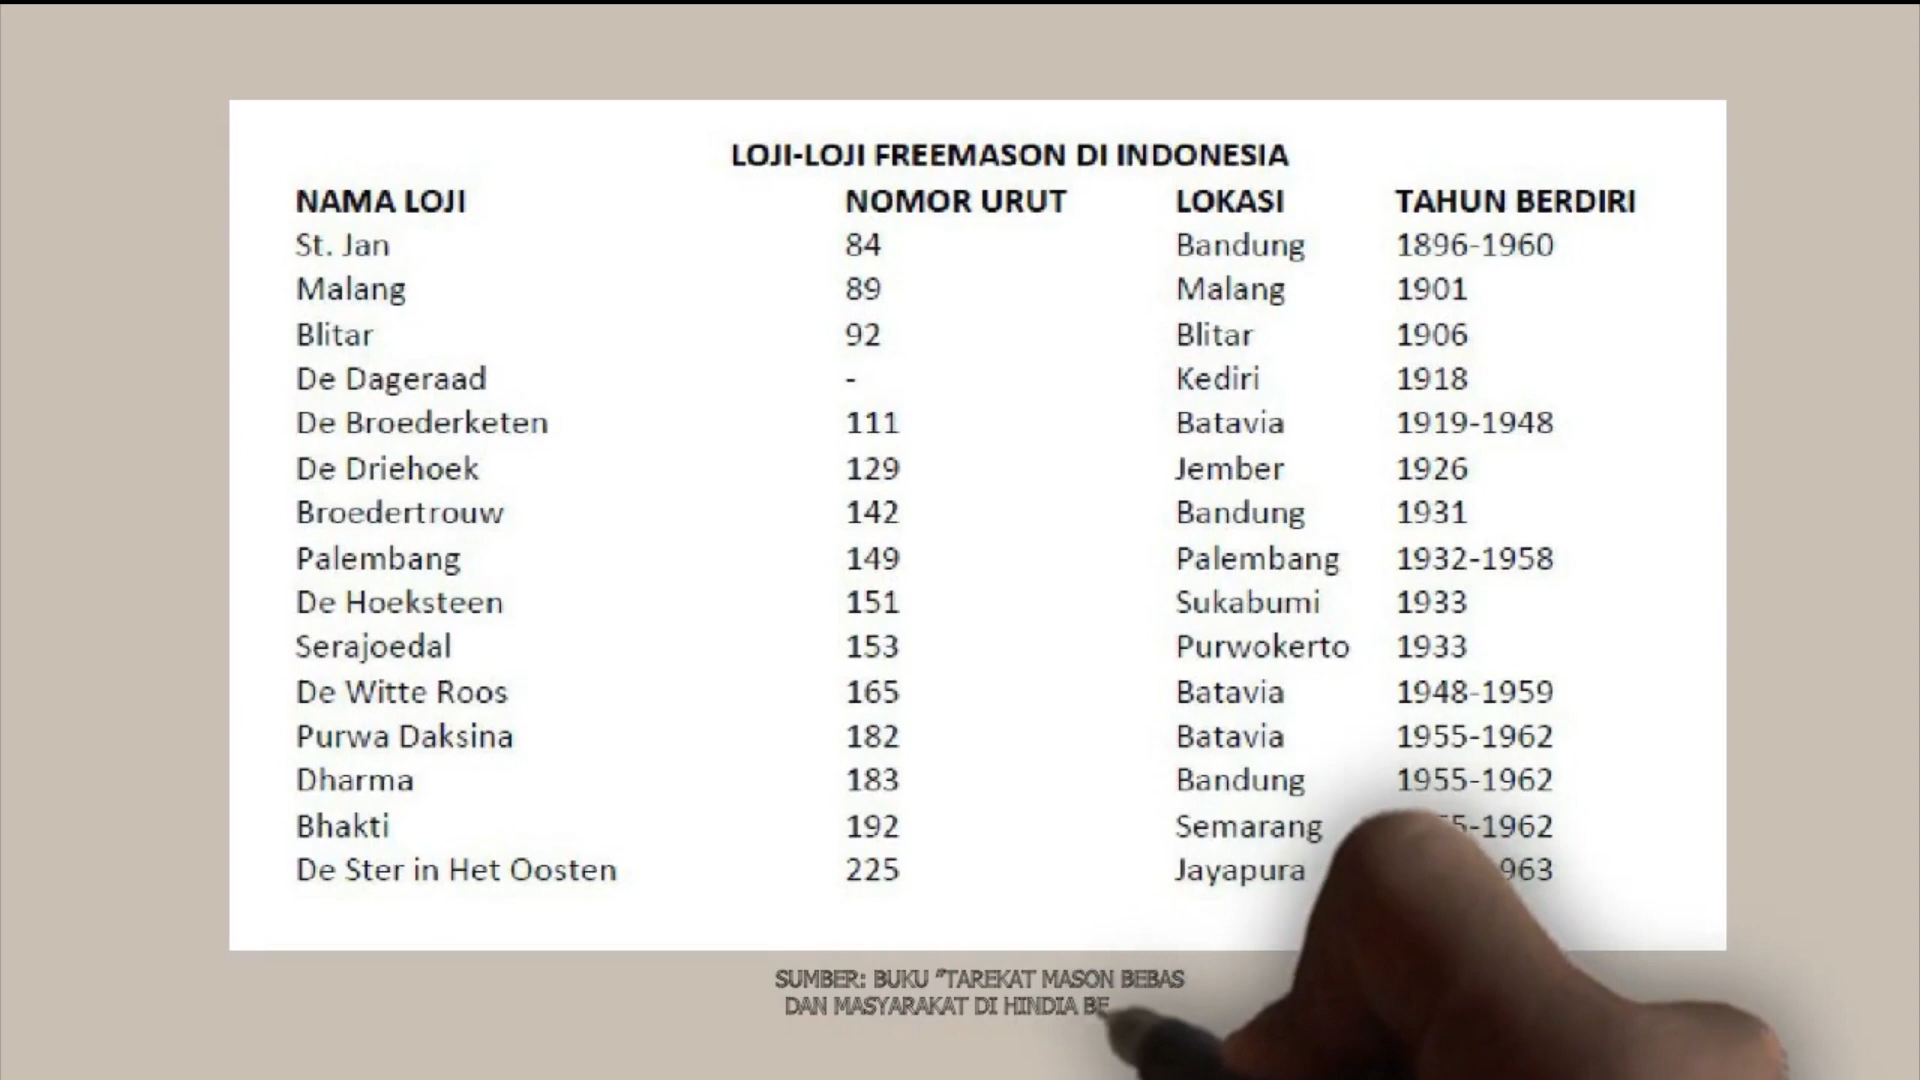 LOJI-LOJI FREEMASON DI INDONESIA
NAMA LOJI NOMOR URUT LOKASI TAHUN BERDIRI
St. Jan 84 Bandung 1896-1960
Malang 89 Malang 1901
Blitar 92 Blitar 1906
De Dageraad - Kediri 1918
De Broederketen 111 Batavia 1919-1948
De Driehoek 129 Jember 1926
Broedertrouw 142 Bandung 1931
Palembang 149 Palembang 1932-1958
De Hoeksteen 151 Sukabumi 1933
Serajoedal 153 Purwokerto 1933
De Witte Roos 165 Batavia 1948-1959
Purwa Daksina 182 Batavia 1955-1962
Dharma 183 Bandung 1955-1962
Bhakti 192 Semarang
De Ster in Het Oosten 225 Jayapura
SUMBER: BUKU "TAREKAT MASON BEBAS
DAN MASYARAKAT DI HINDIA BE